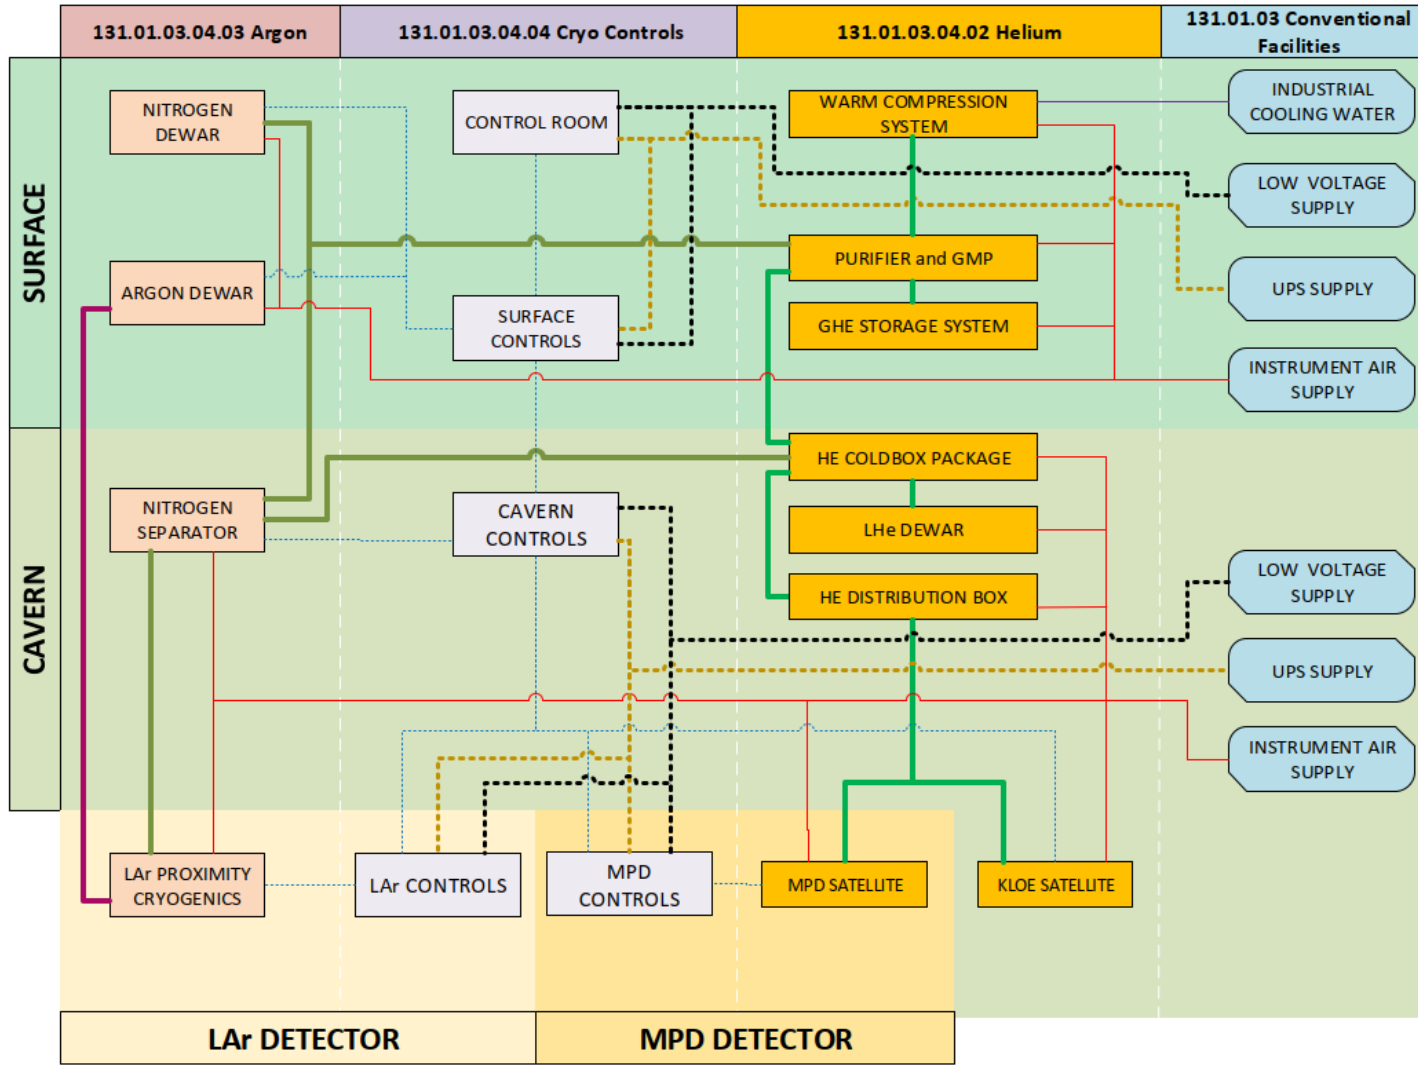 131.01.03.04.03 Argon
131.01.03.04.04 Cryo Controls
131.01.03.04.02 Helium
131.01.03 Conventional
Facilities
SURFACE
NITROGEN
DEWAR
CONTROL ROOM
WARM COMPRESSION
SYSTEM
INDUSTRIAL
COOLING WATER
LOW VOLTAGE
SUPPLY
ARGON DEWAR
SURFACE
CONTROLS
PURIFIER and GMP
GHE STORAGE SYSTEM
UPS SUPPLY
INSTRUMENT AIR
SUPPLY
CAVERN
NITROGEN
SEPARATOR
CAVERN
CONTROLS
HE COLDBOX PACKAGE
LHe DEWAR
HE DISTRIBUTION BOX
LOW VOLTAGE
SUPPLY
UPS SUPPLY
INSTRUMENT AIR
SUPPLY
LAr PROXIMITY
CRYOGENICS
LAr CONTROLS
MPD
CONTROLS
MPD SATELLITE
KLOE SATELLITE
LAr DETECTOR
MPD DETECTOR